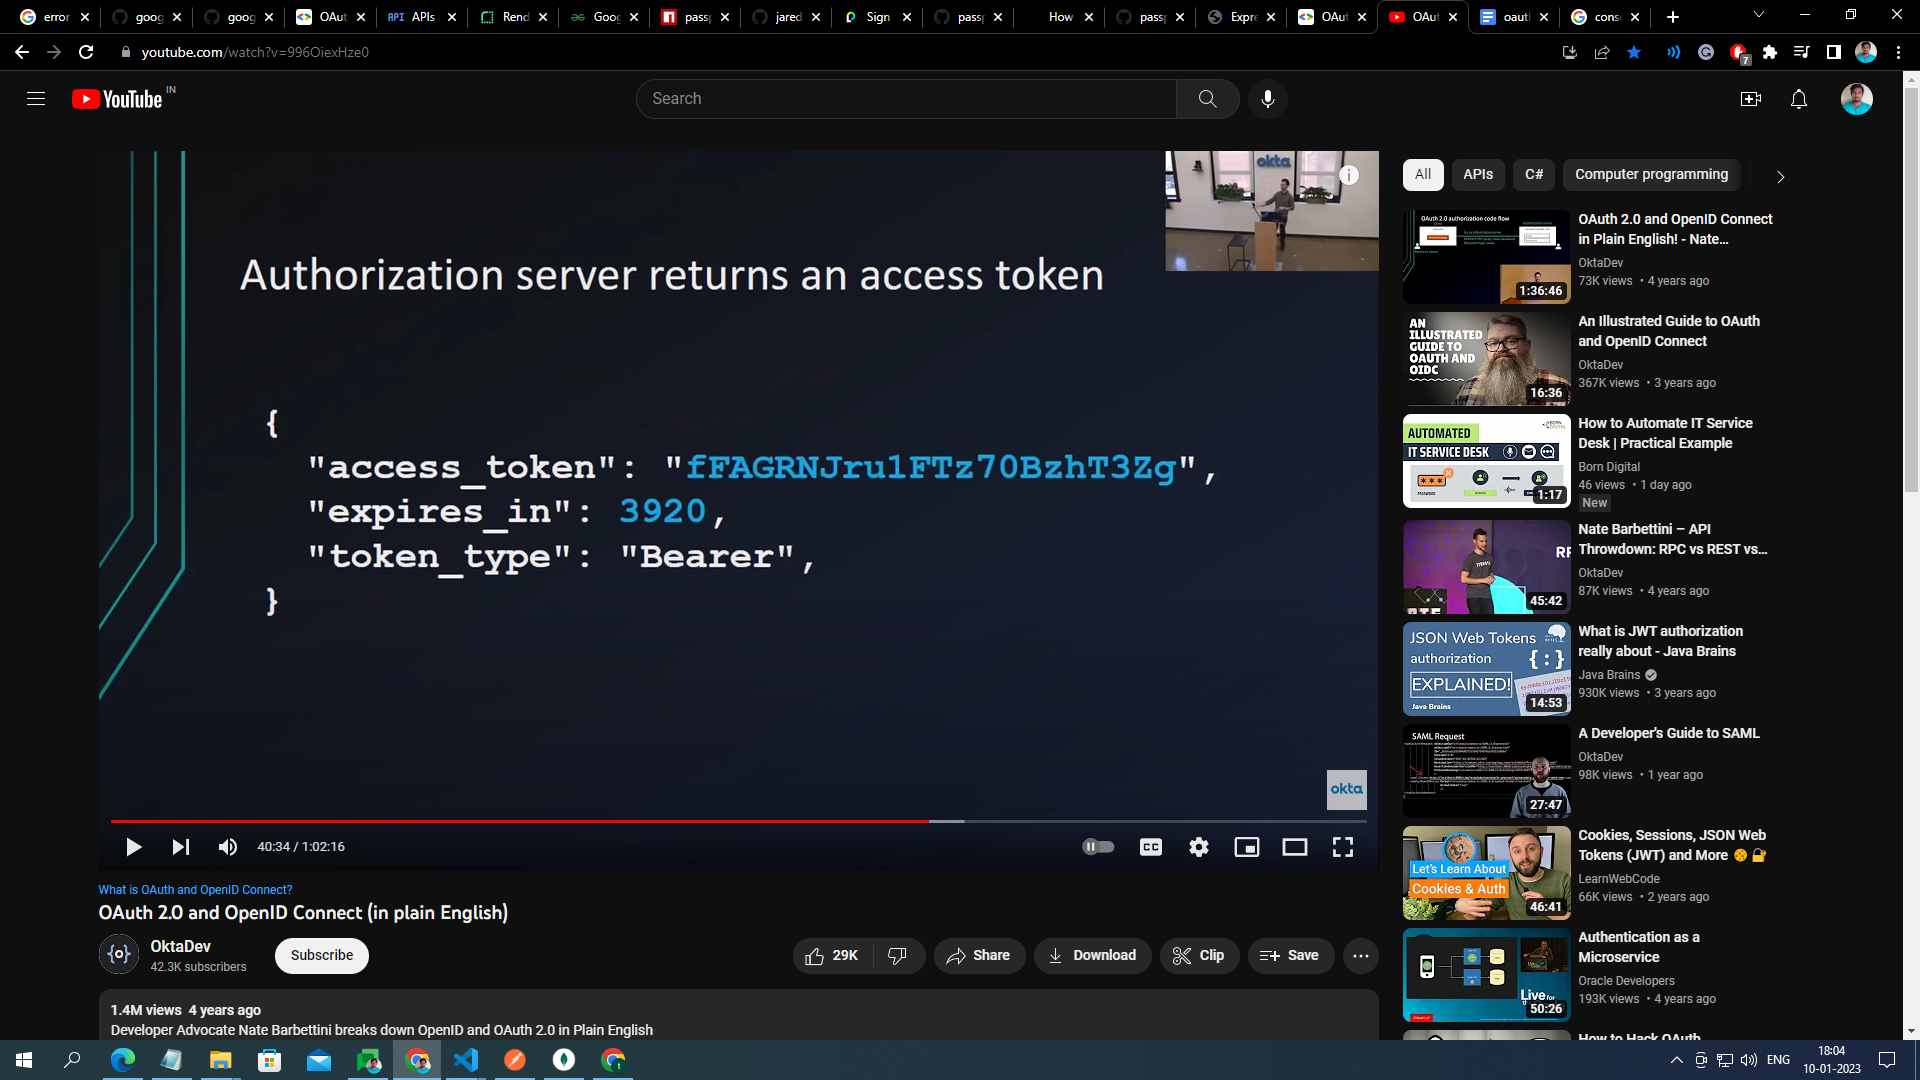 error
goog
goog
OAut
APIs
Rend
Goog
pass
jared
Sign
passp
How
passp
Expre
OAut
OAut
oaut
cons
youtube.com/watch?v=996OiexHze0
7
YouTube IN
Search
okta
Authorization server returns an access token
{
"access_token": "fFAGRNJru1FTz70BzhT3Zg",
"expires_in": 3920,
"token_type": "Bearer",
}
okta
40:34 / 1:02:16
CC
What is OAuth and OpenID Connect?
OAuth 2.0 and OpenID Connect (in plain English)
OktaDev
42.3K subscribers
Subscribe
29K
Share
Download
Clip
Save
1.4M views 4 years ago
Developer Advocate Nate Barbettini breaks down OpenID and OAuth 2.0 in Plain English
All
APIs
C#
Computer programming
OAuth 2.0 authorization code flow
1:36:46
OAuth 2.0 and OpenID Connect
in Plain English! - Nate...
OktaDev
73K views • 4 years ago
AN
ILLUSTRATED
GUIDE TO
OAUTH AND
OIDC
16:36
An Illustrated Guide to OAuth
and OpenID Connect
OktaDev
367K views • 3 years ago
AUTOMATED
IT SERVICE DESK
1:17
How to Automate IT Service
Desk | Practical Example
Born Digital
46 views • 1 day ago
New
45:42
Nate Barbettini – API
Throwdown: RPC vs REST vs...
OktaDev
87K views • 4 years ago
JSON Web Tokens
authorization
{:}
EXPLAINED!
Java Brains
14:53
What is JWT authorization
really about - Java Brains
Java Brains
930K views • 3 years ago
SAML Request
27:47
A Developer's Guide to SAML
OktaDev
98K views • 1 year ago
Let's Learn About
Cookies & Auth
46:41
Cookies, Sessions, JSON Web
Tokens (JWT) and More
LearnWebCode
66K views • 2 years ago
Live for
50:26
Authentication as a
Microservice
Oracle Developers
193K views • 4 years ago
How to Hack OAuth
ENG
18:04
10-01-2023